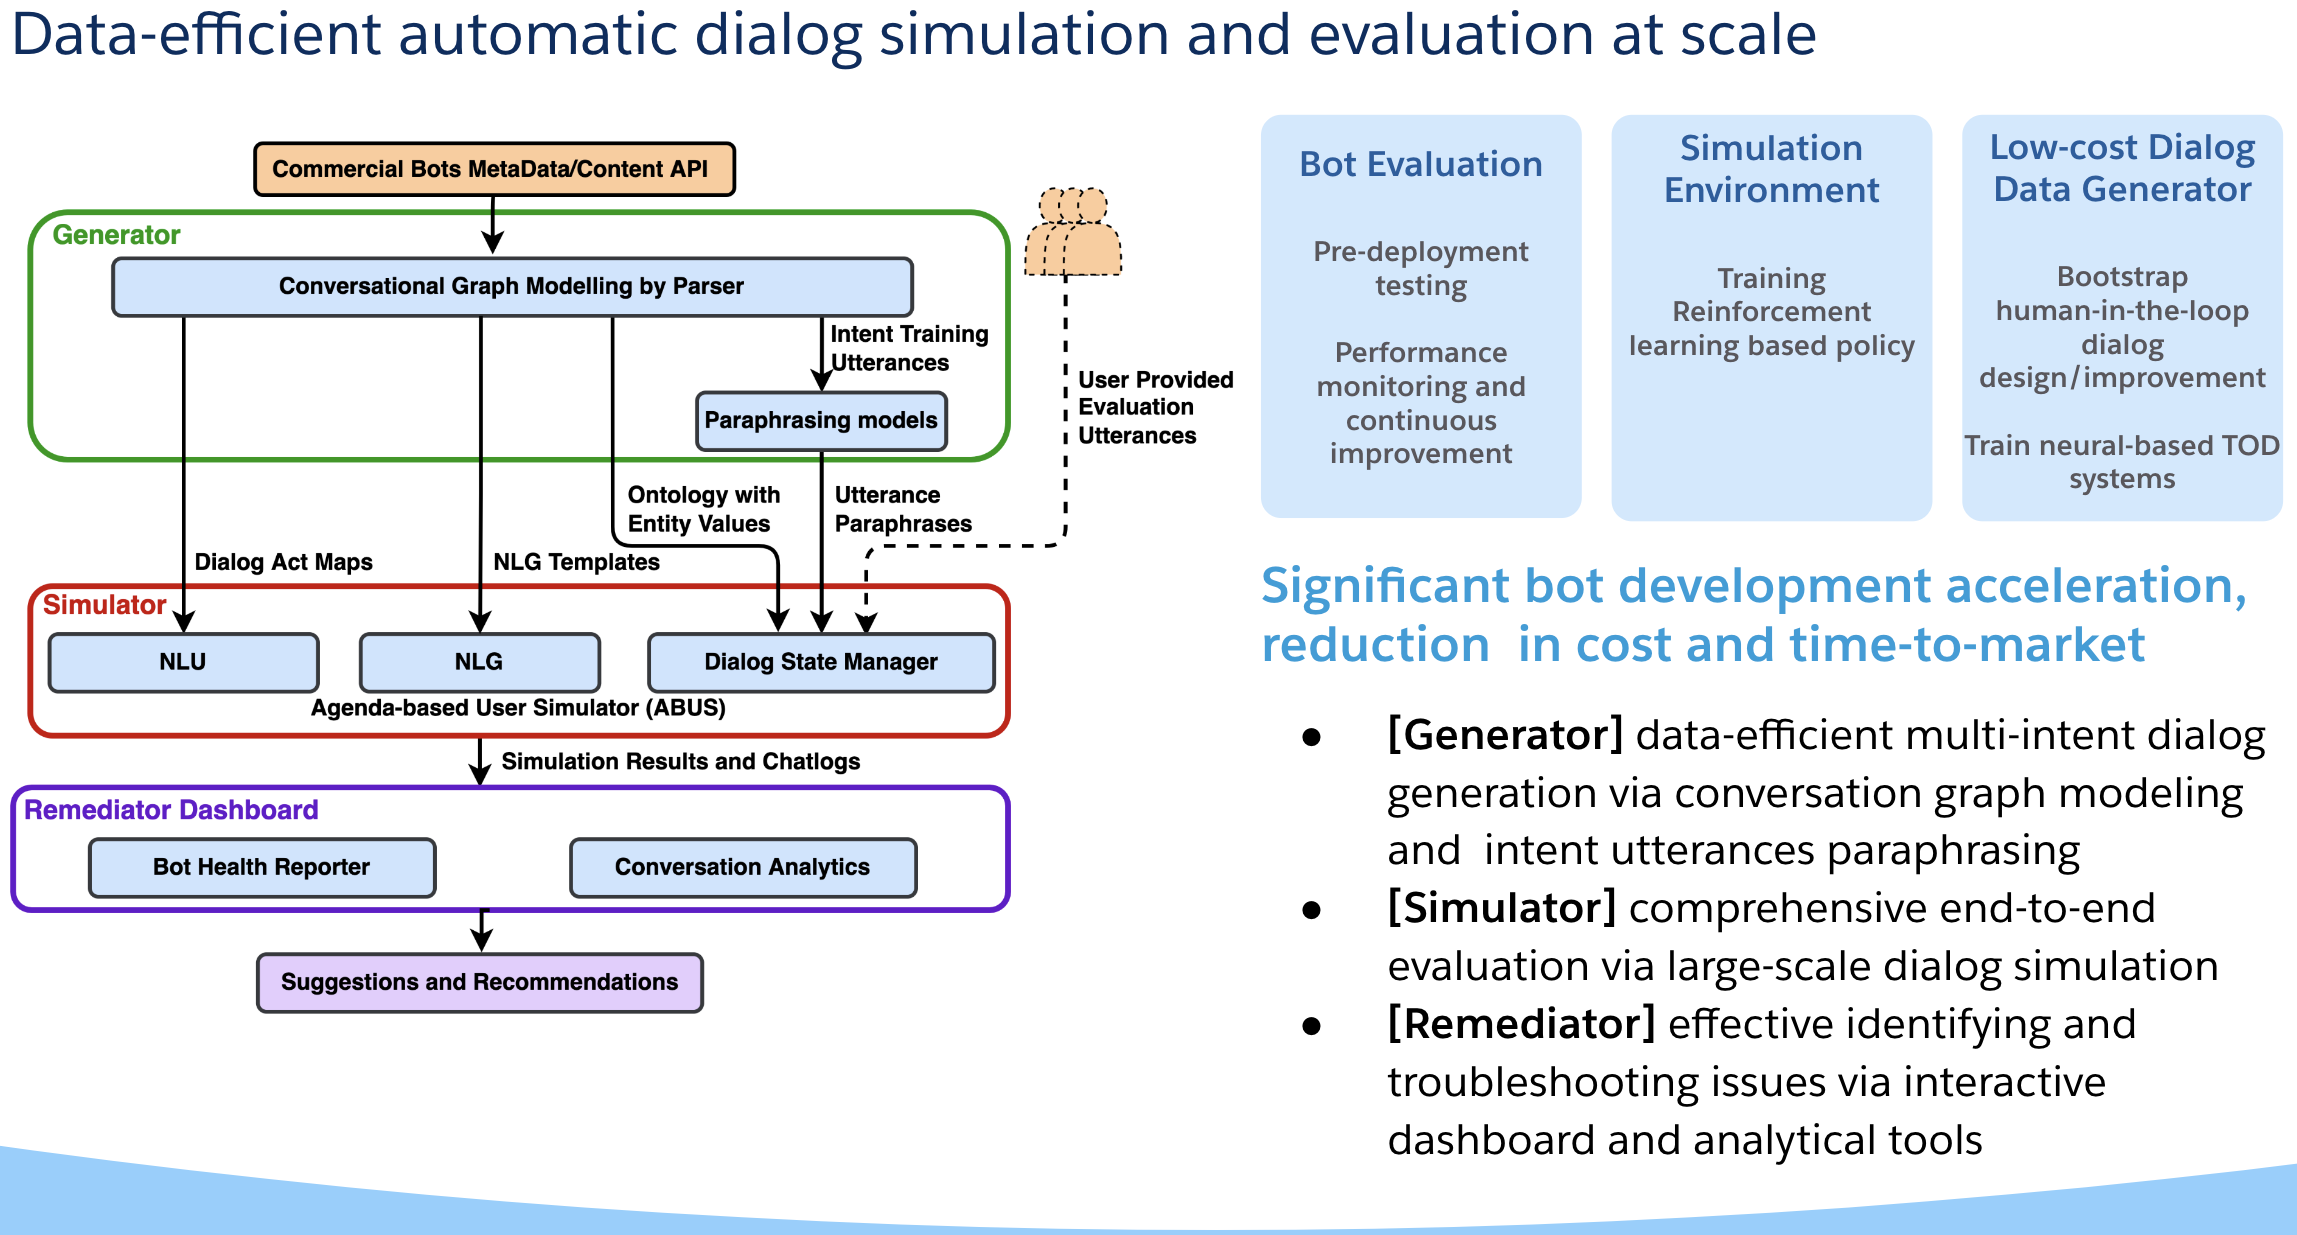 Data-efficient automatic dialog simulation and evaluation at scale
Commercial Bots MetaData/Content API
Generator
Conversational Graph Modelling by Parser
Intent Training
Utterances
Paraphrasing models
User Provided
Evaluation
Utterances
Ontology with
Entity Values
Utterance
Paraphrases
Dialog Act Maps
NLG Templates
Simulator
NLU
NLG
Dialog State Manager
Agenda-based User Simulator (ABUS)
Simulation Results and Chatlogs
Remediator Dashboard
Bot Health Reporter
Conversation Analytics
Suggestions and Recommendations
Bot Evaluation
Pre-deployment
testing
Performance
monitoring and
continuous
improvement
Simulation
Environment
Training
Reinforcement
learning based policy
Low-cost Dialog
Data Generator
Bootstrap
human-in-the-loop
dialog
design/improvement
Train neural-based TOD
systems
Significant bot development acceleration,
reduction  in cost and time-to-market
● [Generator] data-efficient multi-intent dialog
generation via conversation graph modeling
and  intent utterances paraphrasing
● [Simulator] comprehensive end-to-end
evaluation via large-scale dialog simulation
● [Remediator] effective identifying and
troubleshooting issues via interactive
dashboard and analytical tools